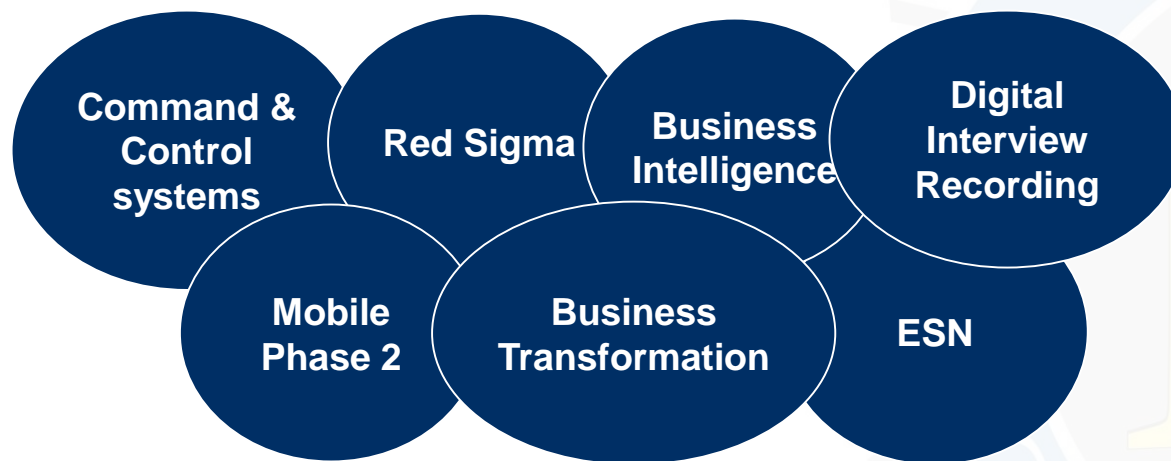 Command &
Control
systems
Red Sigma
Business
Intelligence
Digital
Interview
Recording
Mobile
Phase 2
Business
Transformation
ESN